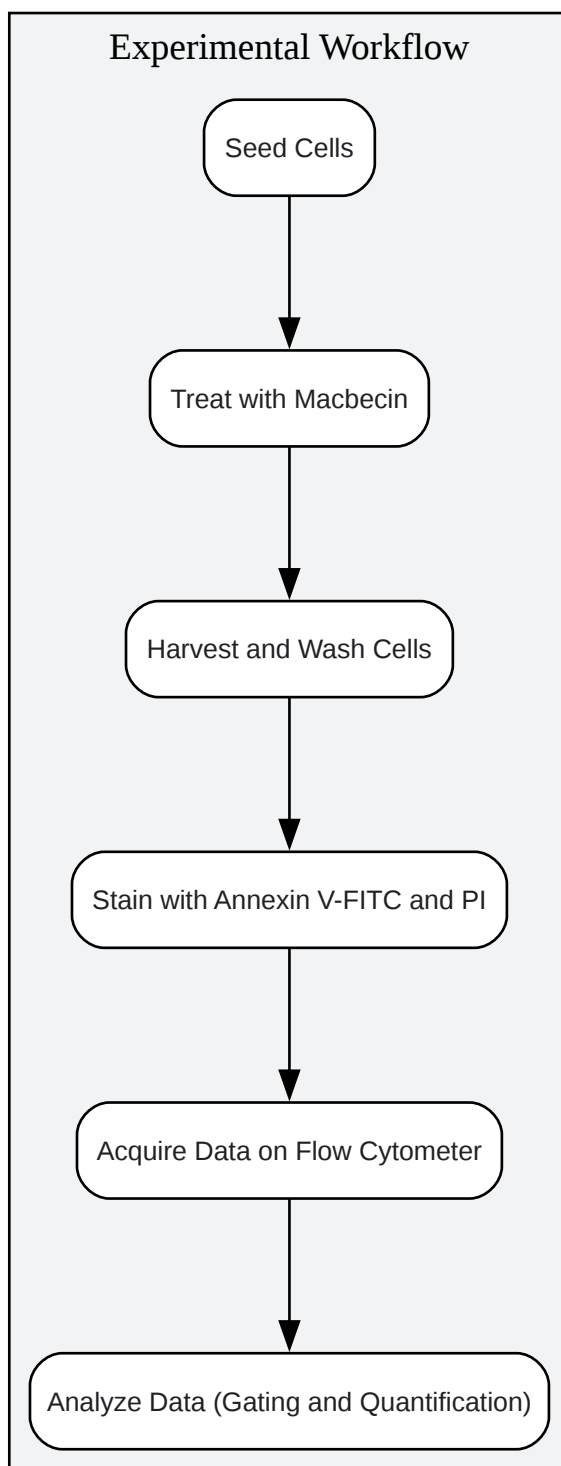 Experimental Workflow
Seed Cells
Treat with Macbecin
Harvest and Wash Cells
Stain with Annexin V-FITC and PI
Acquire Data on Flow Cytometer
Analyze Data (Gating and Quantification)